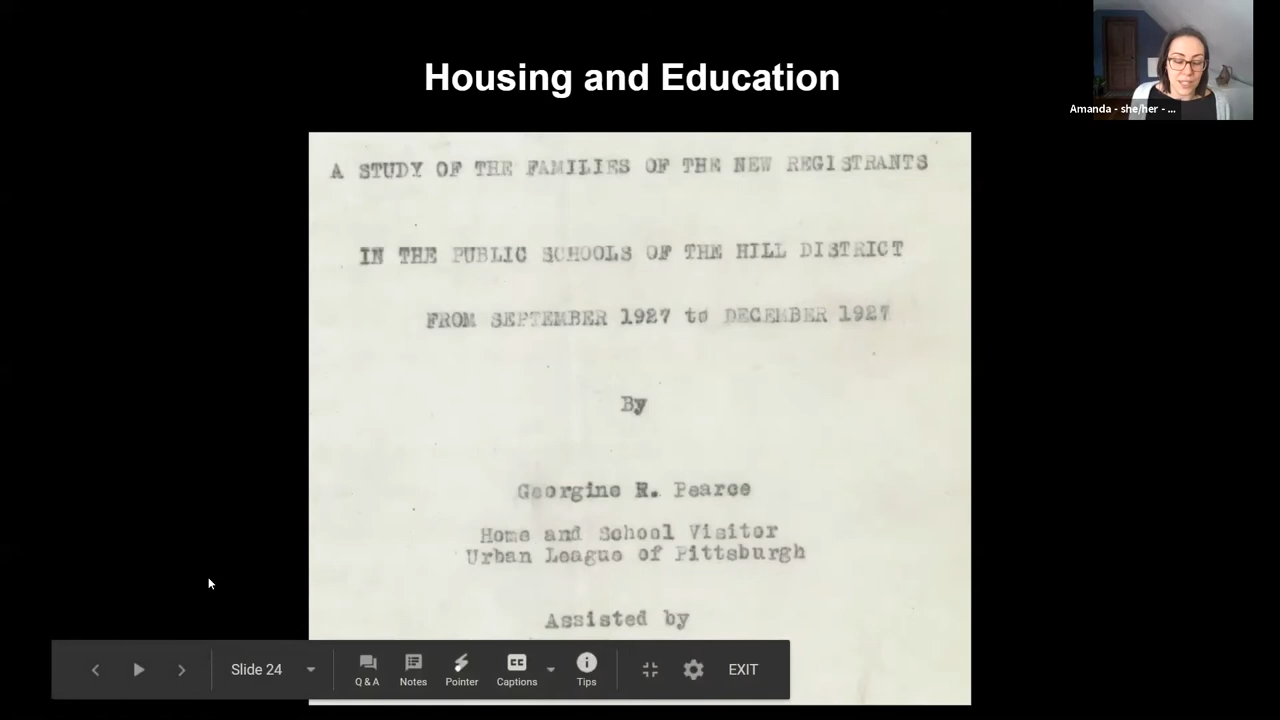 Housing and Education
Amanda - she/her - ...
A STUDY OF THE FAMILIES OF THE NEW REGISTRANTS
IN THE PUBLIC SCHOOLS OF THE HILL DISTRICT
FROM SEPTEMBER 1927 to DECEMBER 1927
By
Georgine R. Pearce
Home and School Visitor
Urban League of Pittsburgh
Assisted by
Slide 24
Q & A
Notes
Pointer
CC
Captions
Tips
EXIT